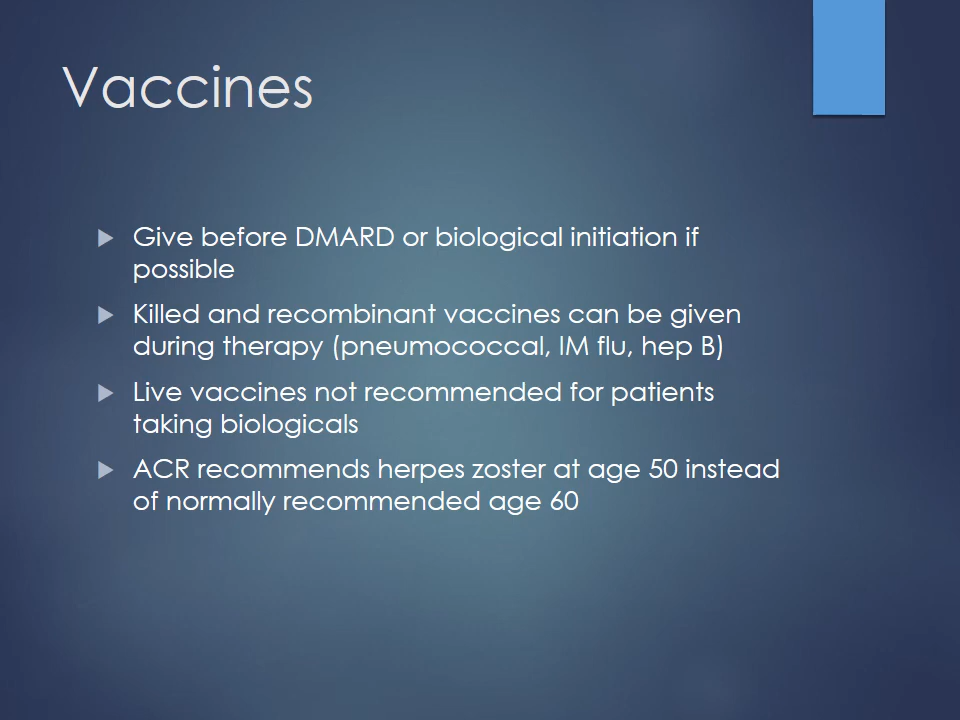 Vaccines
Give before DMARD or biological initiation if
possible
Killed and recombinant vaccines can be given
during therapy (pneumococcal, IM flu, hep B)
Live vaccines not recommended for patients
taking biologicals
ACR recommends herpes zoster at age 50 instead
of normally recommended age 60